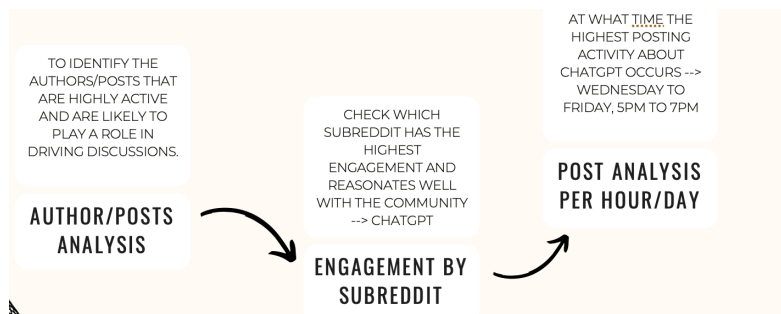 TO IDENTIFY THE
AUTHORS/POSTS THAT
ARE HIGHLY ACTIVE
AND ARE LIKELY TO
PLAY A ROLE IN
DRIVING DISCUSSIONS.
AUTHOR/POSTS
ANALYSIS
CHECK WHICH
SUBREDDIT HAS THE
HIGHEST
ENGAGEMENT AND
REASONATES WELL
WITH THE COMMUNITY
--> CHATGPT
ENGAGEMENT BY
SUBREDDIT
AT WHAT TIME THE
HIGHEST POSTING
ACTIVITY ABOUT
CHATGPT OCCURS -->
WEDNESDAY TO
FRIDAY, 5PM TO 7PM
POST ANALYSIS
PER HOUR/DAY